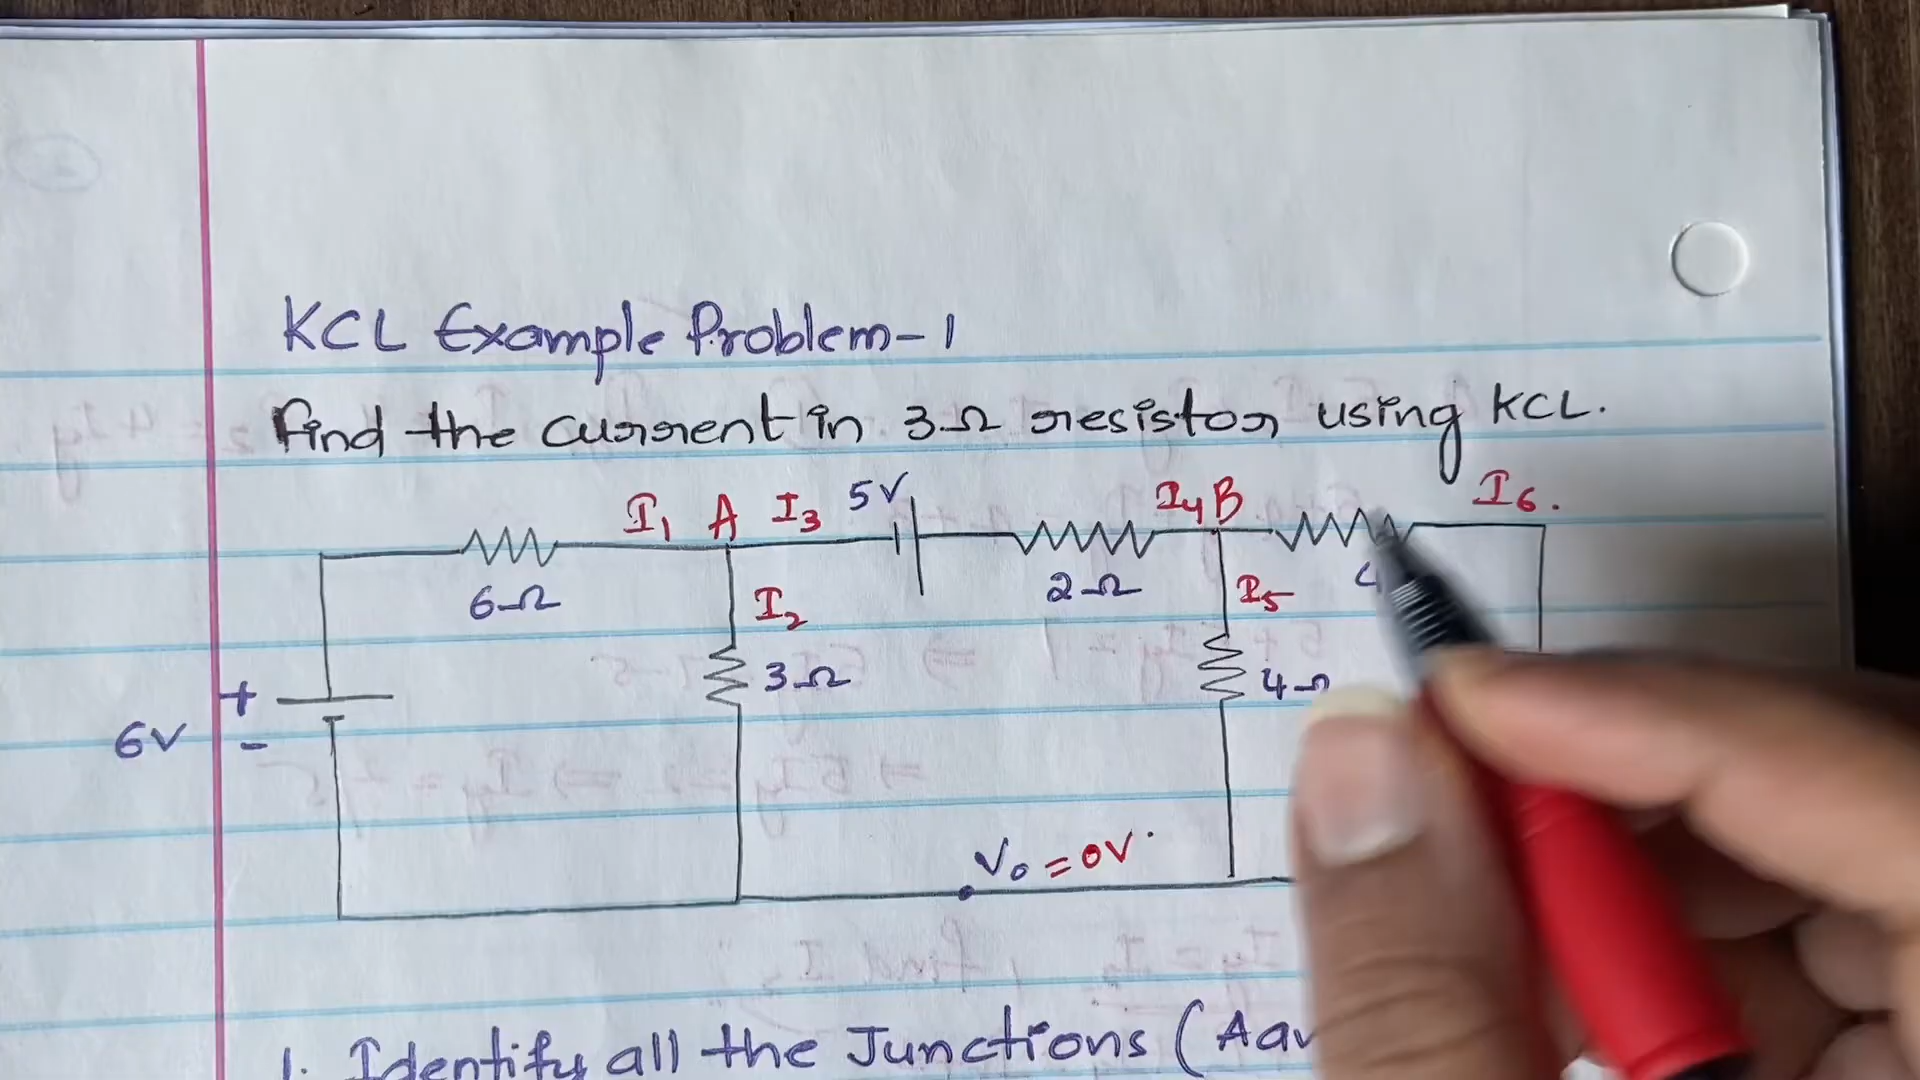 KCL Example Problem-1
Find the current in 3Ω resistor using KCL.
I₁ A I₃ 5V I₄ B I₆.
6Ω I₂ 2Ω I₅ 4
3Ω 4Ω
+
6V
-
V₀ = 0V
1. Identify all the Junctions (A